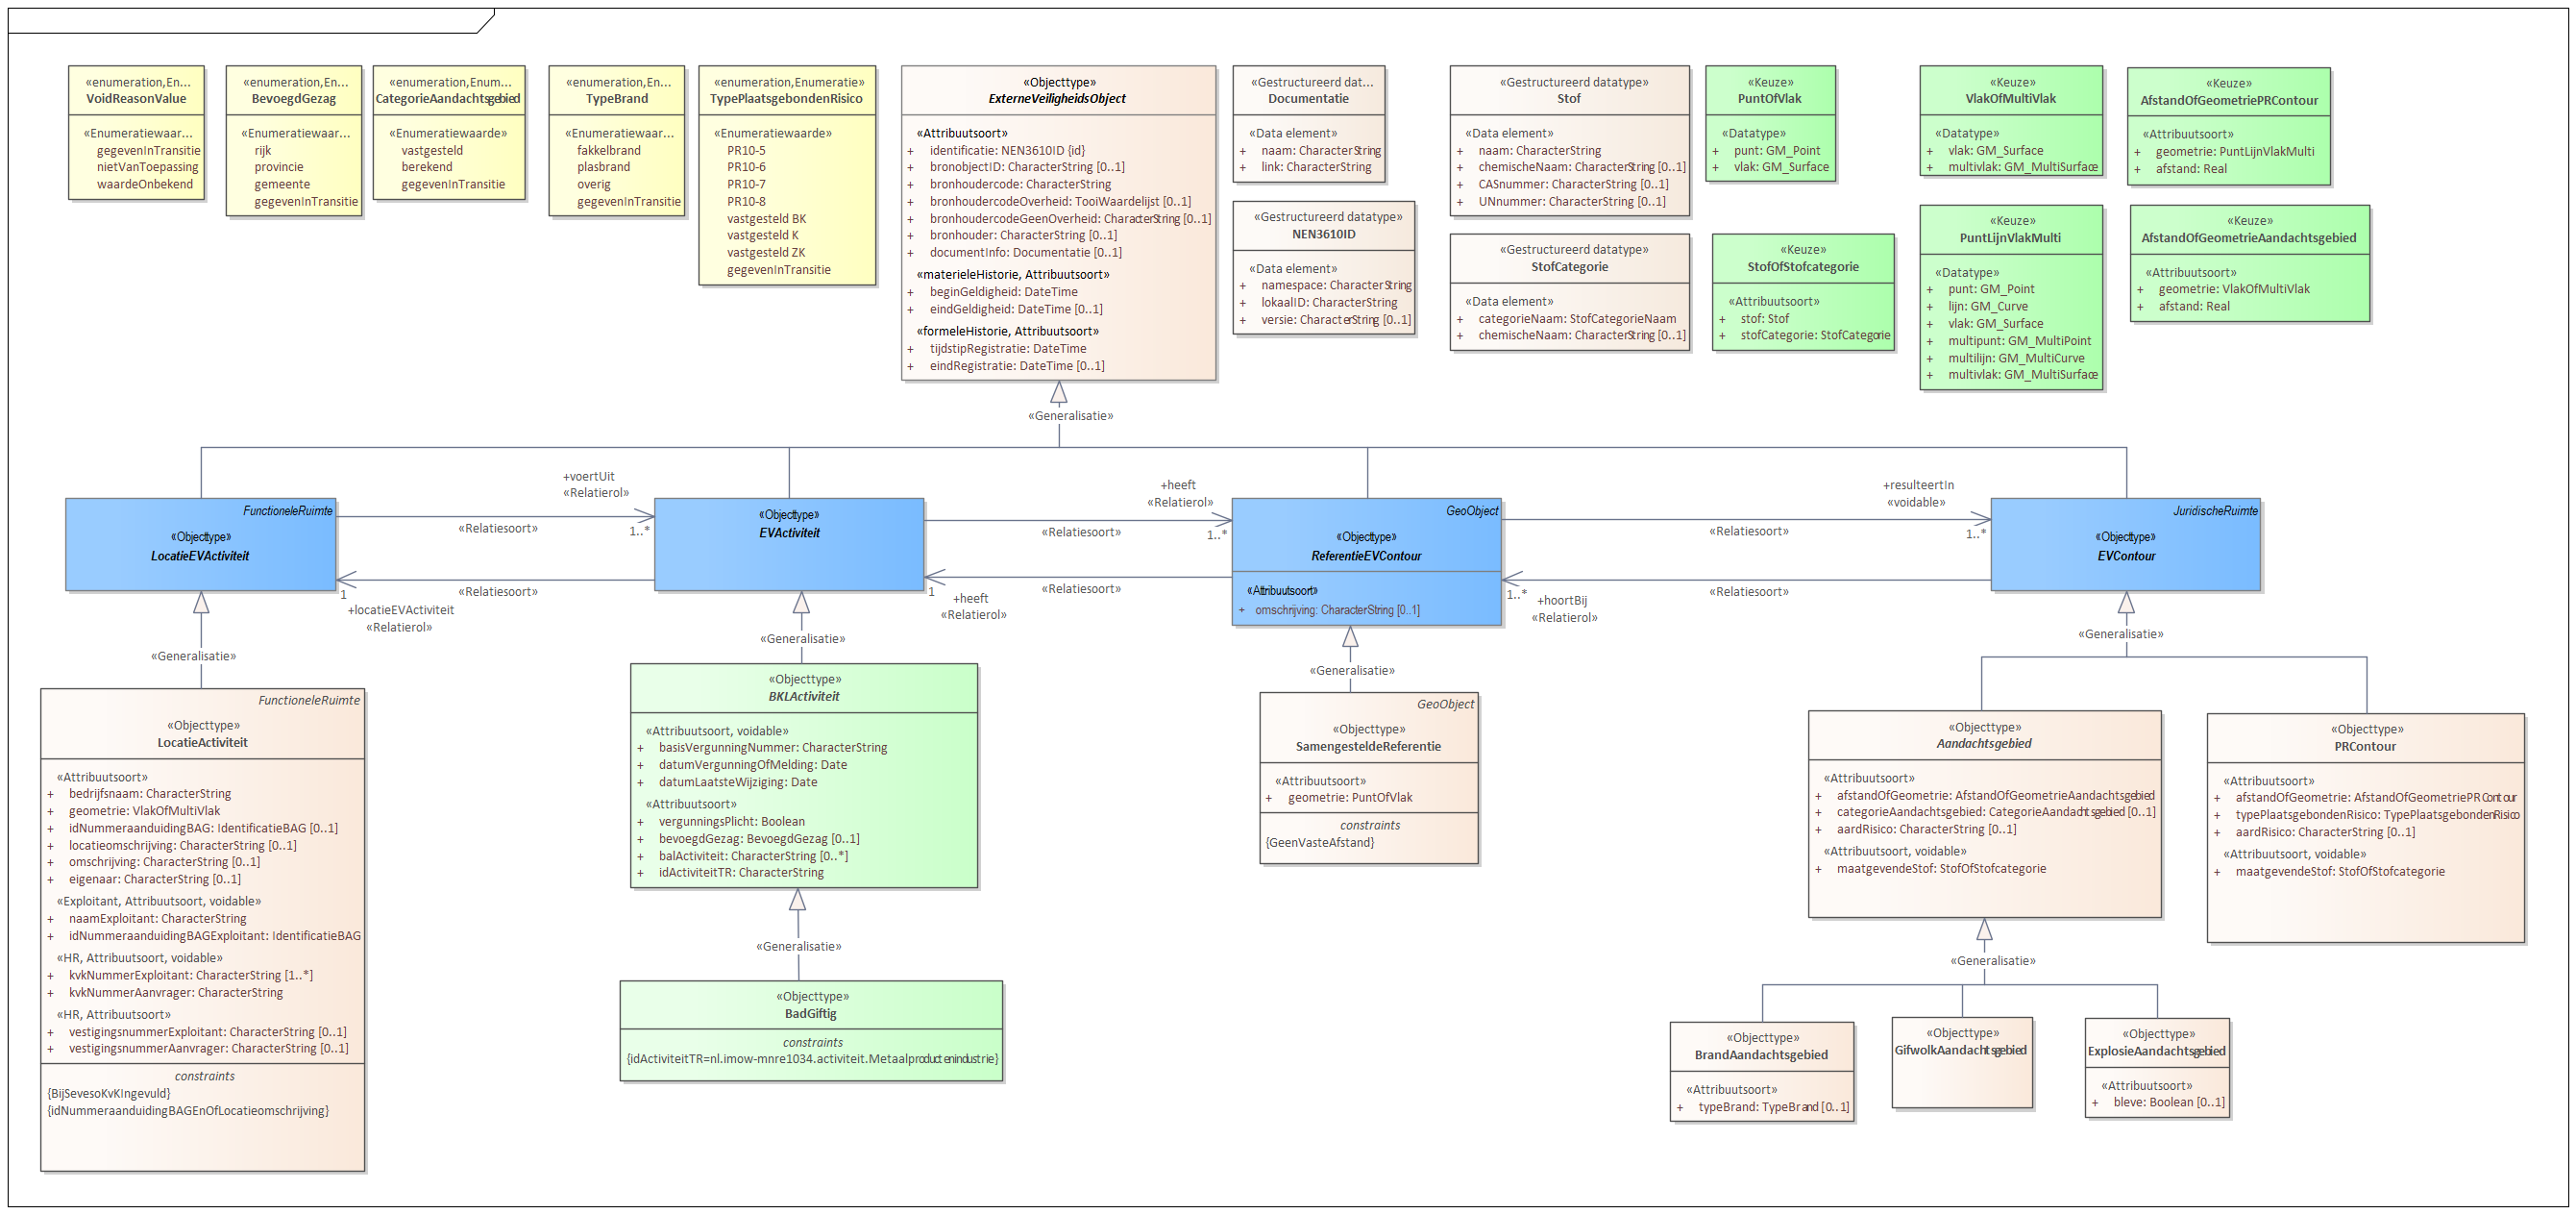 «enumeration,En...
VoidReasonValue
«Enumeratiewaar...
gegevenInTransitie
nietVanToepassing
waardeOnbekend
«enumeration,En...
BevoegdGezag
«Enumeratiewaar...
rijk
provincie
gemeente
gegevenInTransitie
«enumeration,Enum...
CategorieAandachtsgebied
«Enumeratiewaarde»
vastgesteld
berekend
gegevenInTransitie
«enumeration,En...
TypeBrand
«Enumeratiewaar...
fakkelbrand
plasbrand
overig
gegevenInTransitie
«enumeration,Enumeratie»
TypePlaatsgebondenRisico
«Enumeratiewaarde»
PR10-5
PR10-6
PR10-7
PR10-8
vastgesteld BK
vastgesteld K
vastgesteld ZK
gegevenInTransitie
«Objecttype»
ExterneVeiligheidsObject
«Attribuutsoort»
+ identificatie: NEN3610ID {id}
+ bronobjectID: CharacterString [0..1]
+ bronhoudercode: CharacterString
+ bronhoudercodeOverheid: TooiWaardelijst [0..1]
+ bronhoudercodeGeenOverheid: CharacterString [0..1]
+ bronhouder: CharacterString [0..1]
+ documentInfo: Documentatie [0..1]
«materieleHistorie, Attribuutsoort»
+ beginGeldigheid: DateTime
+ eindGeldigheid: DateTime [0..1]
«formeleHistorie, Attribuutsoort»
+ tijdstipRegistratie: DateTime
+ eindRegistratie: DateTime [0..1]
«Gestructureerd dat...
Documentatie
«Data element»
+ naam: CharacterString
+ link: CharacterString
«Gestructureerd datatype»
NEN3610ID
«Data element»
+ namespace: CharacterString
+ lokaalID: CharacterString
+ versie: CharacterString [0..1]
«Gestructureerd datatype»
Stof
«Data element»
+ naam: CharacterString
+ chemischeNaam: CharacterString [0..1]
+ CASnummer: CharacterString [0..1]
+ UNnummer: CharacterString [0..1]
«Gestructureerd datatype»
StofCategorie
«Data element»
+ categorieNaam: StofCategorieNaam
+ chemischeNaam: CharacterString [0..1]
«Keuze»
PuntOfVlak
«Datatype»
+ punt: GM_Point
+ vlak: GM_Surface
«Keuze»
StofOfStofcategorie
«Attribuutsoort»
+ stof: Stof
+ stofCategorie: StofCategorie
«Keuze»
VlakOfMultiVlak
«Datatype»
+ vlak: GM_Surface
+ multivlak: GM_MultiSurface
«Keuze»
PuntLijnVlakMulti
«Datatype»
+ punt: GM_Point
+ lijn: GM_Curve
+ vlak: GM_Surface
+ multipunt: GM_MultiPoint
+ multilijn: GM_MultiCurve
+ multivlak: GM_MultiSurface
«Keuze»
AfstandOfGeometriePRContour
«Attribuutsoort»
+ geometrie: PuntLijnVlakMulti
+ afstand: Real
«Keuze»
AfstandOfGeometrieAandachtsgebied
«Attribuutsoort»
+ geometrie: VlakOfMultiVlak
+ afstand: Real
«Generalisatie»
FunctioneleRuimte
«Objecttype»
LocatieEVActiviteit
+voertUit
«Relatierol»
«Relatiesoort»
1..*
«Relatiesoort»
1
+locatieEVActiviteit
«Relatierol»
«Objecttype»
EVActiviteit
+heeft
«Relatierol»
«Relatiesoort»
1..*
«Relatiesoort»
1
+heeft
«Relatierol»
GeoObject
«Objecttype»
ReferentieEVContour
«Attribuutsoort»
+ omschrijving: CharacterString [0..1]
+resulteertIn
«voidable»
«Relatiesoort»
1..*
«Relatiesoort»
1..*
+hoortBij
«Relatierol»
JuridischeRuimte
«Objecttype»
EVContour
«Generalisatie»
«Generalisatie»
«Generalisatie»
«Generalisatie»
FunctioneleRuimte
«Objecttype»
LocatieActiviteit
«Attribuutsoort»
+ bedrijfsnaam: CharacterString
+ geometrie: VlakOfMultiVlak
+ idNummeraanduidingBAG: IdentificatieBAG [0..1]
+ locatieomschrijving: CharacterString [0..1]
+ omschrijving: CharacterString [0..1]
+ eigenaar: CharacterString [0..1]
«Exploitant, Attribuutsoort, voidable»
+ naamExploitant: CharacterString
+ idNummeraanduidingBAGExploitant: IdentificatieBAG
«HR, Attribuutsoort, voidable»
+ kvkNummerExploitant: CharacterString [1..*]
+ kvkNummerAanvrager: CharacterString
«HR, Attribuutsoort»
+ vestigingsnummerExploitant: CharacterString [0..1]
+ vestigingsnummerAanvrager: CharacterString [0..1]
constraints
{BijSevesoKvKIngevuld}
{idNummeraanduidingBAGEnOfLocatieomschrijving}
«Objecttype»
BKLActiviteit
«Attribuutsoort, voidable»
+ basisVergunningNummer: CharacterString
+ datumVergunningOfMelding: Date
+ datumLaatsteWijziging: Date
«Attribuutsoort»
+ vergunningsPlicht: Boolean
+ bevoegdGezag: BevoegdGezag [0..1]
+ balActiviteit: CharacterString [0..*]
+ idActiviteitTR: CharacterString
«Generalisatie»
«Objecttype»
BadGiftig
constraints
{idActiviteitTR=nl.imow-mnre1034.activiteit.Metaalproductenindustrie}
GeoObject
«Objecttype»
SamengesteldeReferentie
«Attribuutsoort»
+ geometrie: PuntOfVlak
constraints
{GeenVasteAfstand}
«Objecttype»
Aandachtsgebied
«Attribuutsoort»
+ afstandOfGeometrie: AfstandOfGeometrieAandachtsgebied
+ categorieAandachtsgebied: CategorieAandachtsgebied [0..1]
+ aardRisico: CharacterString [0..1]
«Attribuutsoort, voidable»
+ maatgevendeStof: StofOfStofcategorie
«Objecttype»
PRContour
«Attribuutsoort»
+ afstandOfGeometrie: AfstandOfGeometriePRContour
+ typePlaatsgebondenRisico: TypePlaatsgebondenRisico
+ aardRisico: CharacterString [0..1]
«Attribuutsoort, voidable»
+ maatgevendeStof: StofOfStofcategorie
«Generalisatie»
«Objecttype»
BrandAandachtsgebied
«Attribuutsoort»
+ typeBrand: TypeBrand [0..1]
«Objecttype»
GifwolkAandachtsgebied
«Objecttype»
ExplosieAandachtsgebied
«Attribuutsoort»
+ bleve: Boolean [0..1]